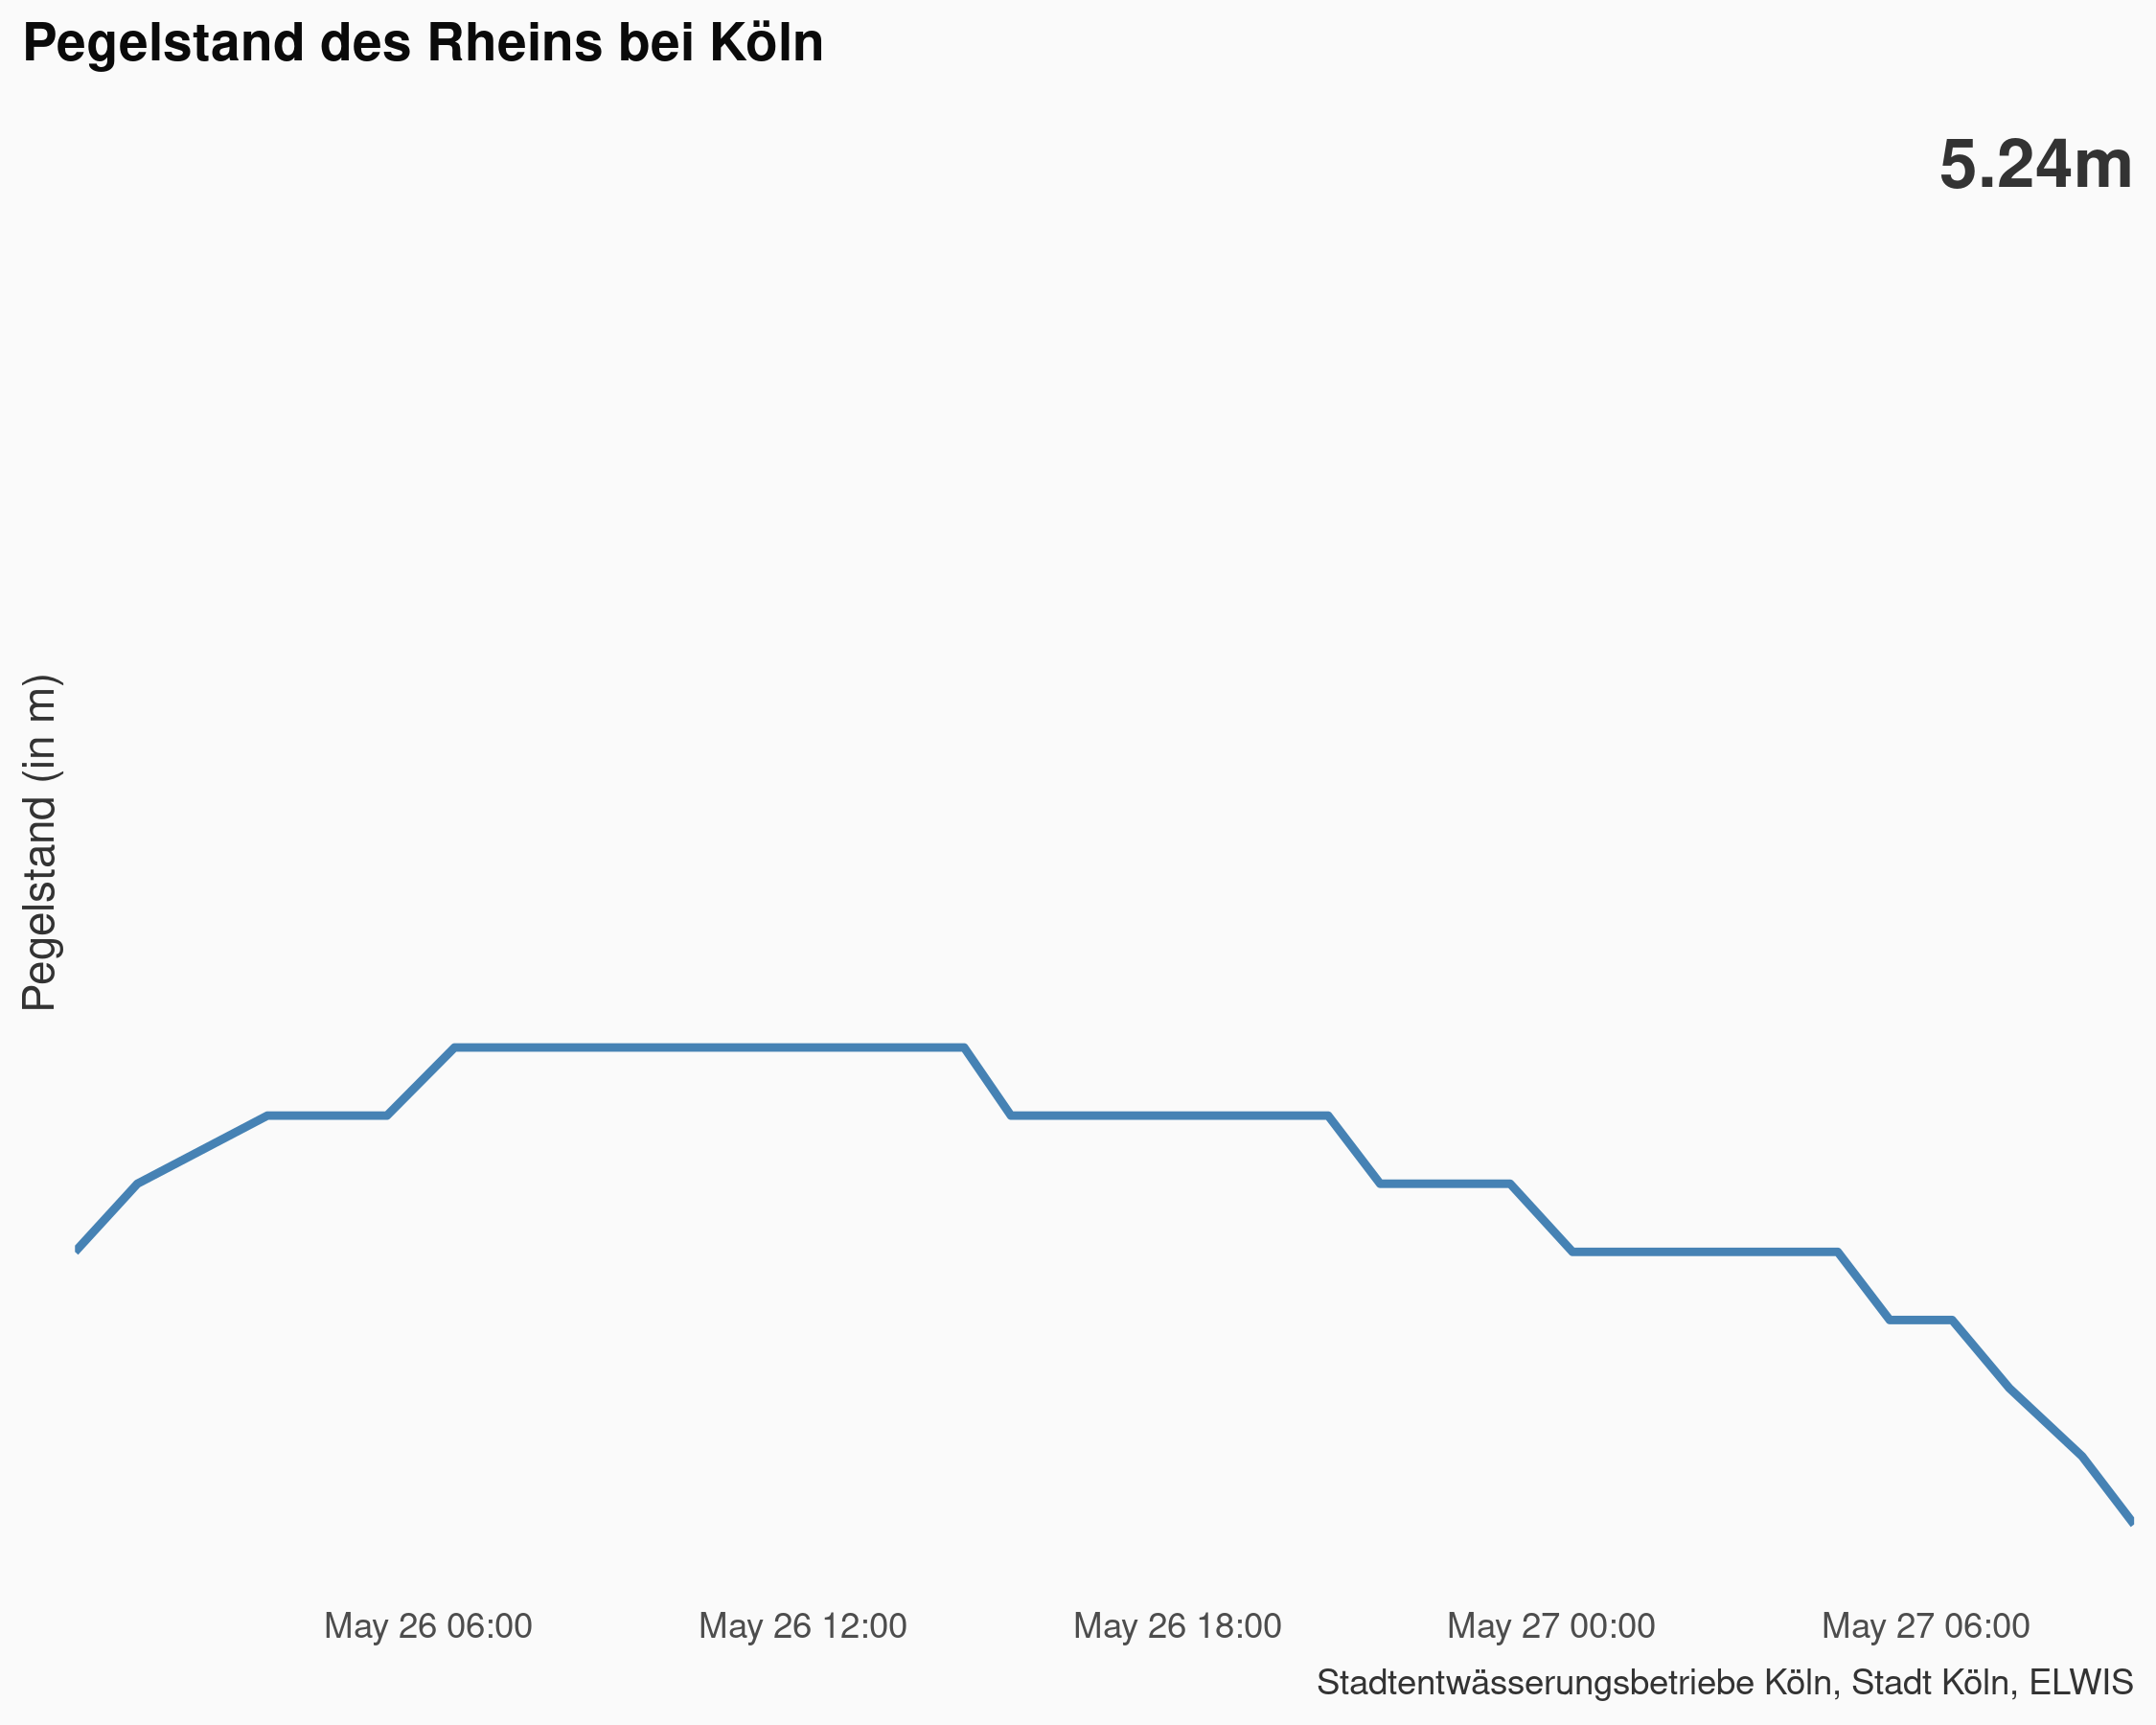 Pegelstand des Rheins bei Köln
5.24m
Pegelstand (in m)
May 26 06:00
May 26 12:00
May 26 18:00
May 27 00:00
May 27 06:00
Stadtentwässerungsbetriebe Köln, Stadt Köln, ELWIS